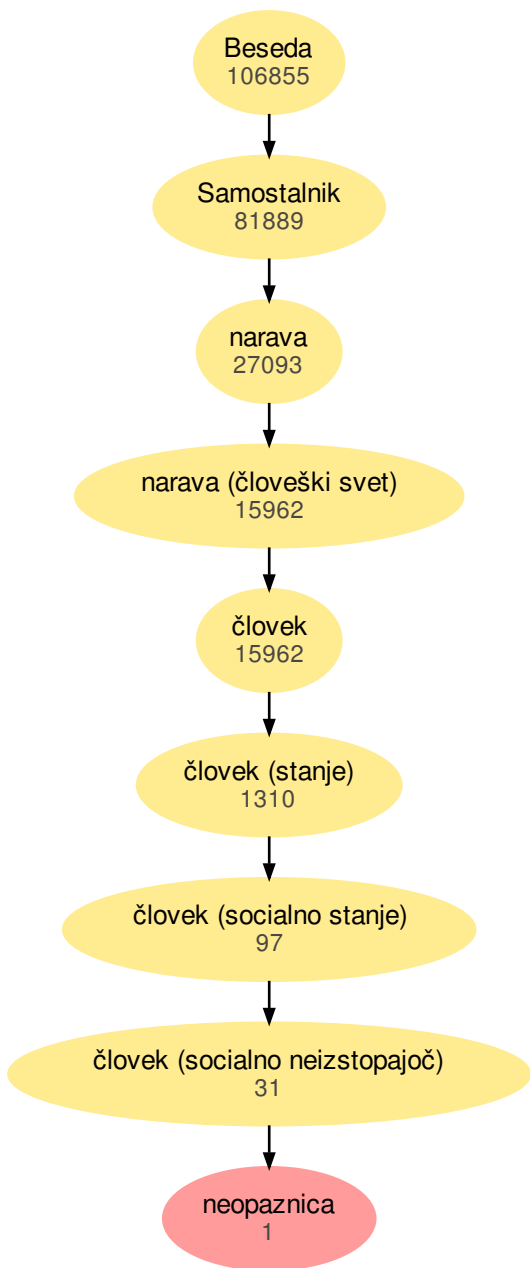 Beseda
106855
Samostalnik
81889
narava
27093
narava (človeški svet)
15962
človek
15962
človek (stanje)
1310
človek (socialno stanje)
97
človek (socialno neizstopajoč)
31
neopaznica
1